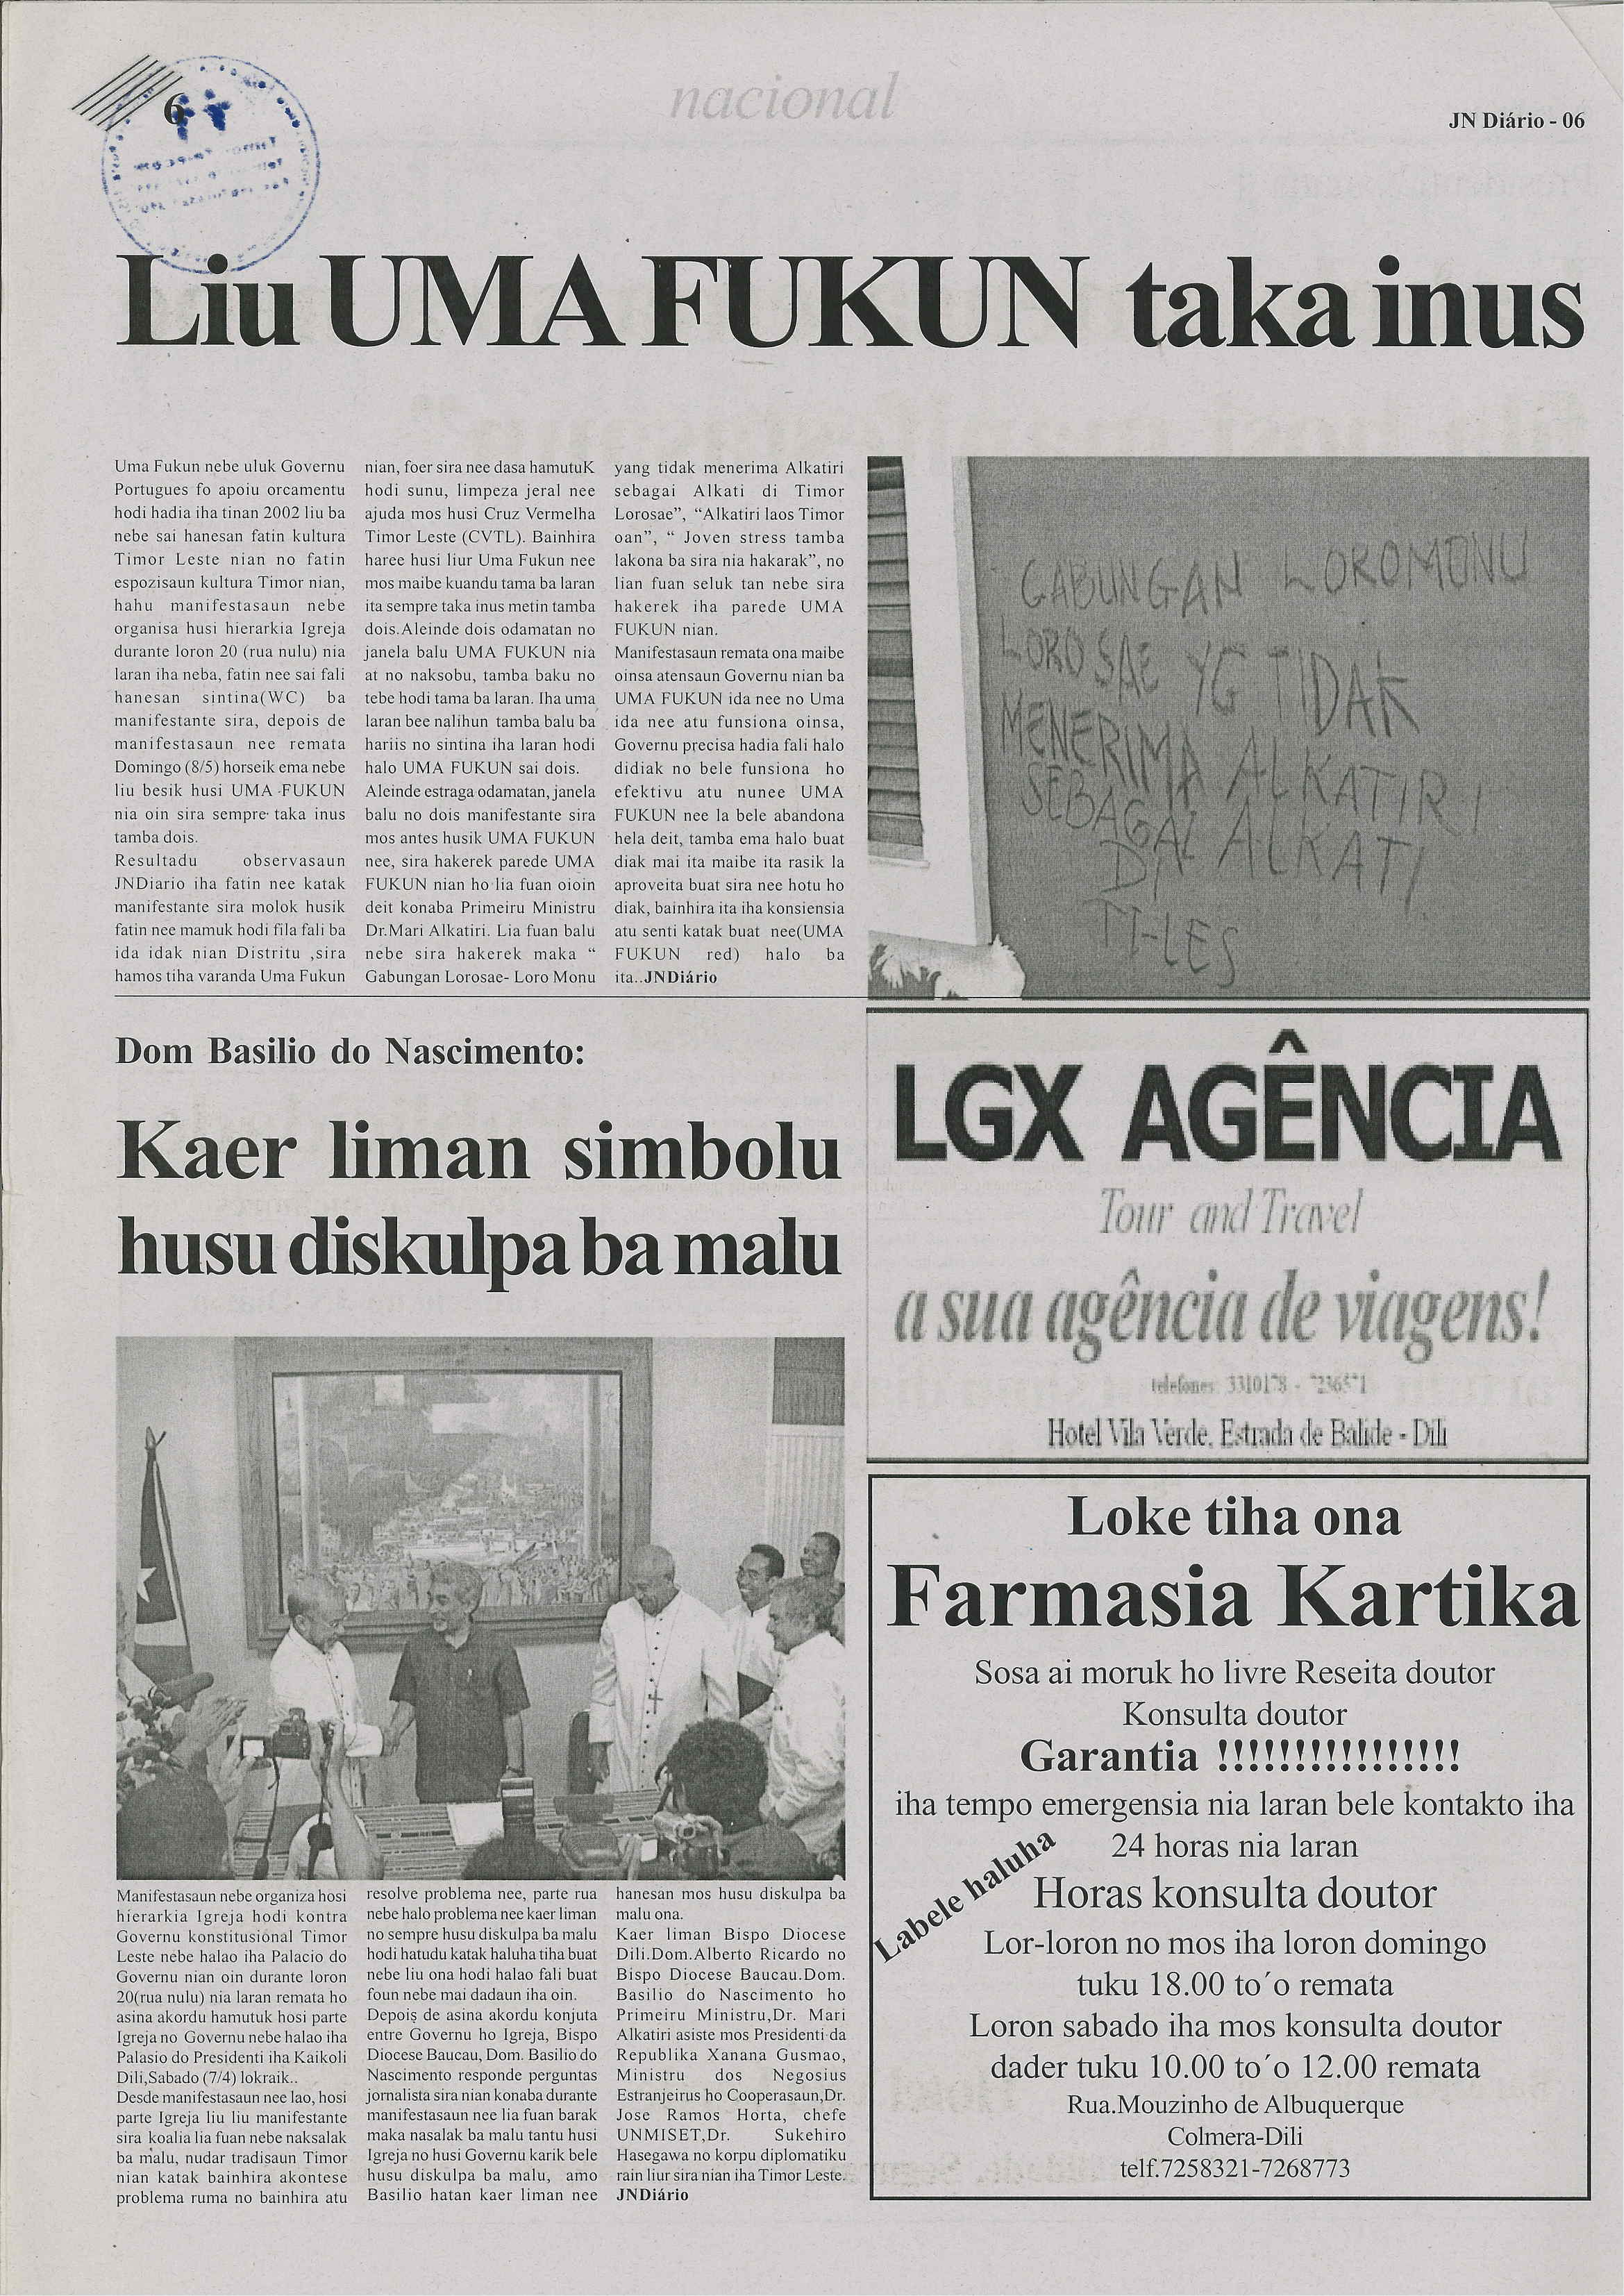 6
nacional
JN Diário - 06
Liu UMA FUKUN taka inus
Uma Fukun nebe uluk Governu
Portugues fo apoiu orcamentu
hodi hadia iha tinan 2002 liu ba
nebe sai hanesan fatin kultura
Timor Leste nian no fatin
espozisaun kultura Timor nian,
hahu manifestasaun nebe
organisa husi hierarkia Igreja
durante loron 20 (rua nulu) nia
laran iha neba, fatin nee sai fali
hanesan sintina(WC) ba
manifestante sira, depois de
manifestasaun nee remata
Domingo (8/5) horseik ema nebe
liu besik husi UMA FUKUN
nia oin sira sempre taka inus
tamba dois.
Resultadu observasaun
JNDiario iha fatin nee katak
manifestante sira molok husik
fatin nee mamuk hodi fila fali ba
ida idak nian Distritu ,sira
hamos tiha varanda Uma Fukun
nian, foer sira nee dasa hamutuK
hodi sunu, limpeza jeral nee
ajuda mos husi Cruz Vermelha
Timor Leste (CVTL). Bainhira
haree husi liur Uma Fukun nee
mos maibe kuandu tama ba laran
ita sempre taka inus metin tamba
dois.Aleinde dois odamatan no
janela balu UMA FUKUN nia
at no naksobu, tamba baku no
tebe hodi tama ba laran. Iha uma
laran bee nalihun tamba balu ba
hariis no sintina iha laran hodi
halo UMA FUKUN sai dois.
Aleinde estraga odamatan, janela
balu no dois manifestante sira
mos antes husik UMA FUKUN
nee, sira hakerek parede UMA
FUKUN nian ho lia fuan oioin
deit konaba Primeiru Ministru
Dr.Mari Alkatiri. Lia fuan balu
nebe sira hakerek maka “
Gabungan Lorosae- Loro Monu
yang tidak menerima Alkatiri
sebagai Alkati di Timor
Lorosae”, “Alkatiri laos Timor
oan”, “ Joven stress tamba
lakona ba sira nia hakarak”, no
lian fuan seluk tan nebe sira
hakerek iha parede UMA
FUKUN nian.
Manifestasaun remata ona maibe
oinsa atensaun Governu nian ba
UMA FUKUN ida nee no Uma
ida nee atu funsiona oinsa,
Governu precisa hadia fali halo
didiak no bele funsiona ho
efektivu atu nunee UMA
FUKUN nee la bele abandona
hela deit, tamba ema halo buat
diak mai ita maibe ita rasik la
aproveita buat sira nee hotu ho
diak, bainhira ita iha konsiensia
atu senti katak buat nee(UMA
FUKUN red) halo ba
ita..JNDiário
GABUNGAN LOROMONU
LORO SAE YG TIDAK
MENERIMA ALKATIRI
SEBAGAI ALKATI
DI
TI-LES
Dom Basilio do Nascimento:
Kaer liman simbolu
husu diskulpa ba malu
Manifestasaun nebe organiza hosi
hierarkia Igreja hodi kontra
Governu konstitusional Timor
Leste nebe halao iha Palacio do
Governu nian oin durante loron
20(rua nulu) nia laran remata ho
asina akordu hamutuk hosi parte
Igreja no Governu nebe halao iha
Palasio do Presidenti iha Kaikoli
Dili,Sabado (7/4) lokraik..
Desde manifestasaun nee lao, hosi
parte Igreja liu liu manifestante
sira koalia lia fuan nebe naksalak
ba malu, nudar tradisaun Timor
nian katak bainhira akontese
problema ruma no bainhira atu
resolve problema nee, parte rua
nebe halo problema nee kaer liman
no sempre husu diskulpa ba malu
hodi hatudu katak haluha tiha buat
nebe liu ona hodi halao fali buat
foun nebe mai dadaun iha oin.
Depois de asina akordu konjuta
entre Governu ho Igreja, Bispo
Diocese Baucau, Dom. Basilio do
Nascimento responde perguntas
jornalista sira nian konaba durante
manifestasaun nee lia fuan barak
maka nasalak ba malu tantu husi
Igreja no husi Governu karik bele
husu diskulpa ba malu, amo
Basilio hatan kaer liman nee
hanesan mos husu diskulpa ba
malu ona.
Kaer liman Bispo Diocese
Dili.Dom.Alberto Ricardo no
Bispo Diocese Baucau.Dom.
Basilio do Nascimento ho
Primeiru Ministru,Dr. Mari
Alkatiri asiste mos Presidenti da
Republika Xanana Gusmao,
Ministru dos Negosius
Estranjeirus ho Cooperasaun,Dr.
Jose Ramos Horta, chefe
UNMISET,Dr. Sukehiro
Hasegawa no korpu diplomatiku
rain liur sira nian iha Timor Leste.
JNDiário
LGX AGÊNCIA
Tour and Travel
a sua agência de viagens!
telefones: 3310178 - 7236571
Hotel Vila Verde, Estrada de Balide - Dili
Loke tiha ona
Farmasia Kartika
Sosa ai moruk ho livre Reseita doutor
Konsulta doutor
Garantia !!!!!!!!!!!!!!!!
iha tempo emergensia nia laran bele kontakto iha
24 horas nia laran
Labele haluha
Horas konsulta doutor
Lor-loron no mos iha loron domingo
tuku 18.00 to´o remata
Loron sabado iha mos konsulta doutor
dader tuku 10.00 to´o 12.00 remata
Rua.Mouzinho de Albuquerque
Colmera-Dili
telf.7258321-7268773